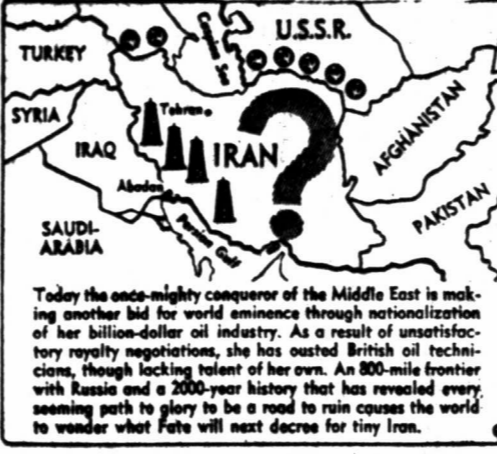 U.S.S.R.
TURKEY
Caspian Sea
Tehran
SYRIA
IRAQ
IRAN
AFGHANISTAN
Abadan
PAKISTAN
SAUDI-
ARABIA
Persian Gulf
Today the once-mighty conqueror of the Middle East is mak-
ing another bid for world eminence through nationalization
of her billion-dollar oil industry. As a result of unsatisfac-
tory royalty negotiations, she has ousted British oil techni-
cians, though lacking talent of her own. An 800-mile frontier
with Russia and a 2000-year history that has revealed every
seeming path to glory to be a road to ruin causes the world
to wonder what Fate will next decree for tiny Iran.